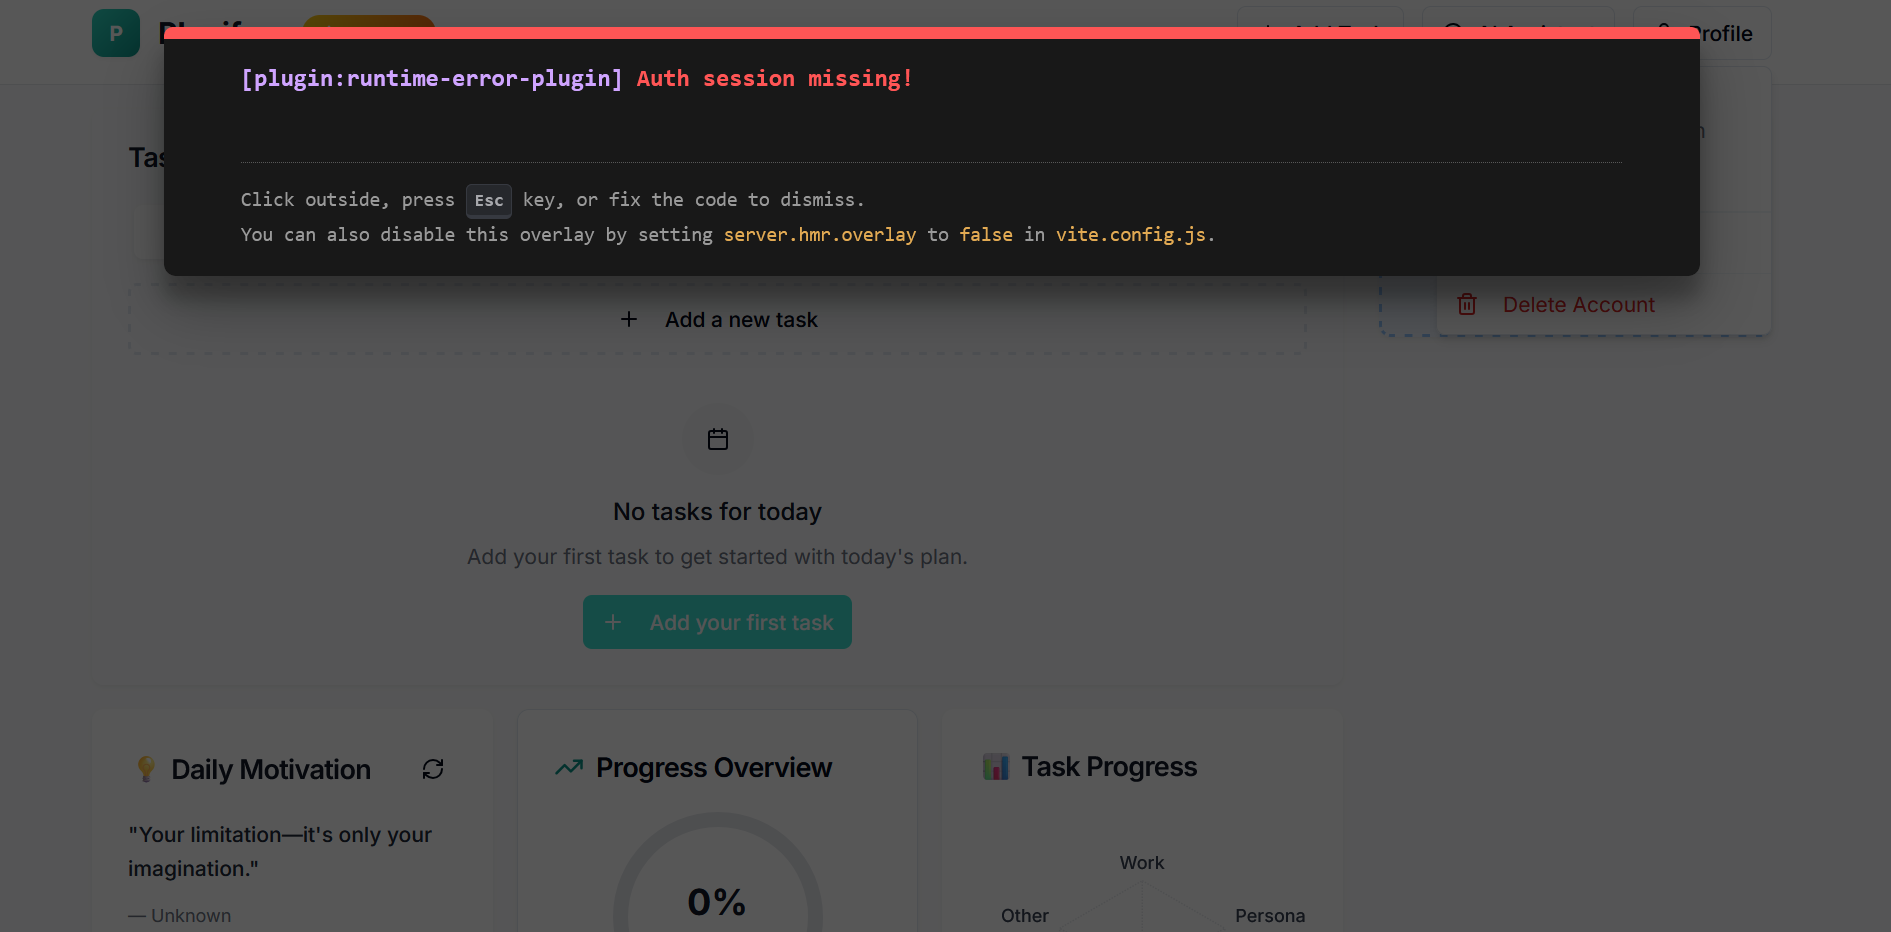 P
Profile
[plugin:runtime-error-plugin] Auth session missing!
Click outside, press Esc key, or fix the code to dismiss.
You can also disable this overlay by setting server.hmr.overlay to false in vite.config.js.
Delete Account
Add a new task
No tasks for today
Add your first task to get started with today's plan.
Add your first task
Daily Motivation
"Your limitation—it's only your
imagination."
— Unknown
Progress Overview
0%
Task Progress
Work
Other
Persona